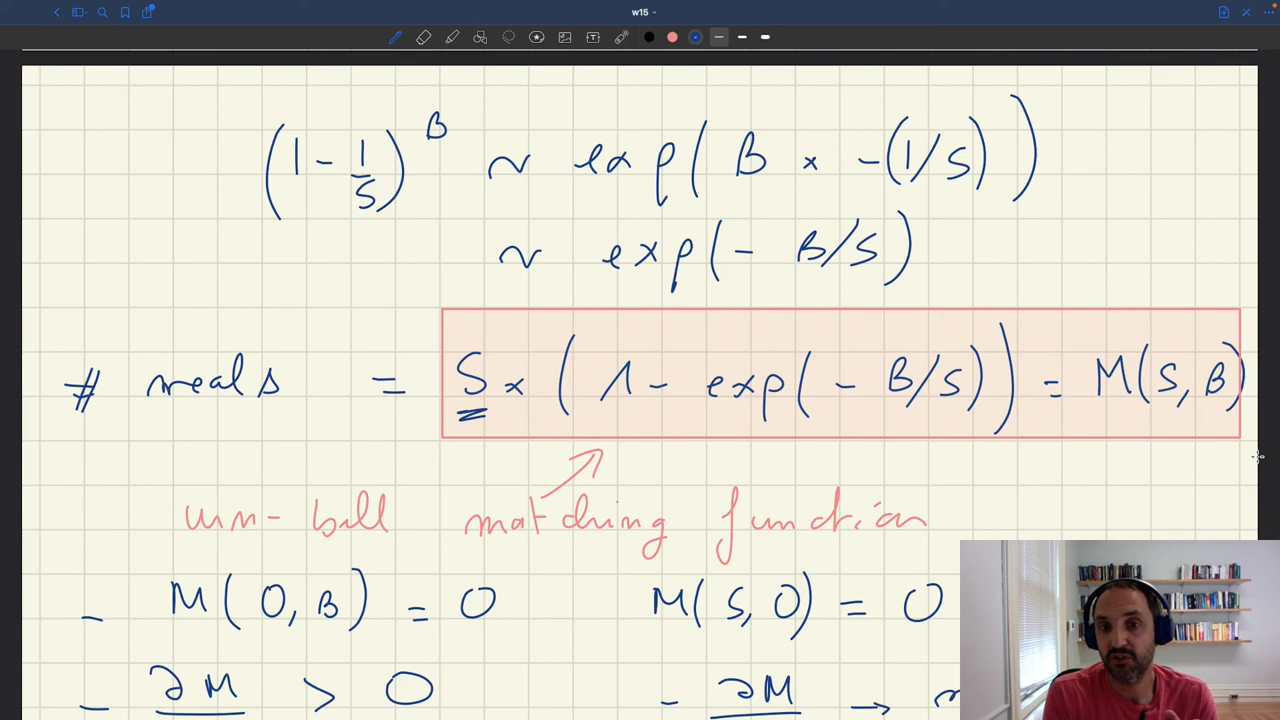 w15
(1 - 1/S)^B ~ exp(B × -(1/S))
~ exp(- B/S)
# meals = S × (1 - exp(- B/S)) = M(S, B)
urn-ball matching function
- M(0, B) = 0 M(S, 0) = 0
- ∂M > 0 - ∂M →